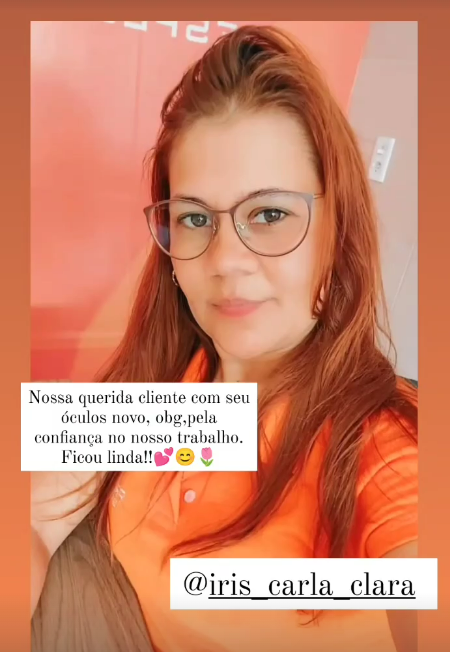 Nossa querida cliente com seu
óculos novo, obg,pela
confiança no nosso trabalho.
Ficou linda!!💕😊🌷
@iris_carla_clara